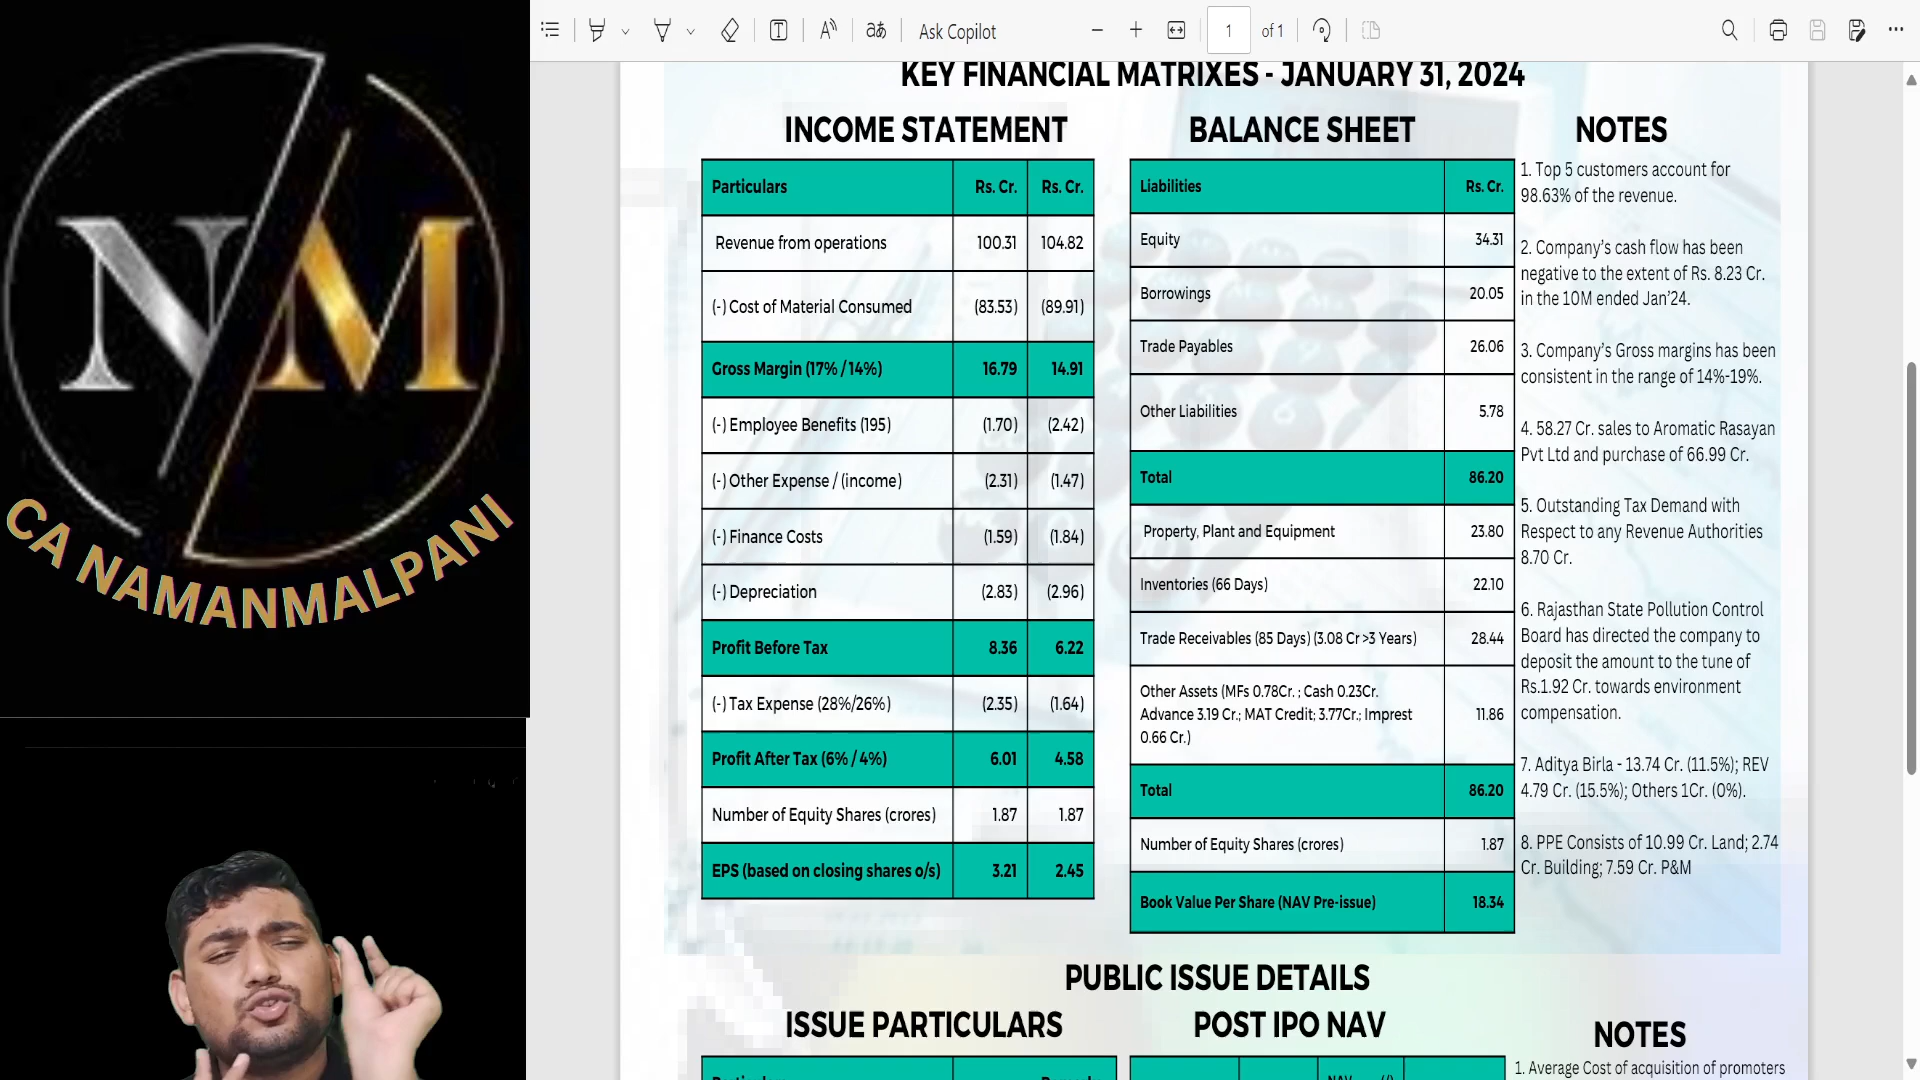 NM
CA NAMANMALPANI
Ask Copilot
1 of 1
KEY FINANCIAL MATRIXES - JANUARY 31, 2024
INCOME STATEMENT
Particulars Rs. Cr. Rs. Cr.
Revenue from operations 100.31 104.82
(-) Cost of Material Consumed (83.53) (89.91)
Gross Margin (17% / 14%) 16.79 14.91
(-) Employee Benefits (195) (1.70) (2.42)
(-) Other Expense / (income) (2.31) (1.47)
(-) Finance Costs (1.59) (1.84)
(-) Depreciation (2.83) (2.96)
Profit Before Tax 8.36 6.22
(-) Tax Expense (28%/26%) (2.35) (1.64)
Profit After Tax (6% / 4%) 6.01 4.58
Number of Equity Shares (crores) 1.87 1.87
EPS (based on closing shares o/s) 3.21 2.45
BALANCE SHEET
Liabilities Rs. Cr.
Equity 34.31
Borrowings 20.05
Trade Payables 26.06
Other Liabilities 5.78
Total 86.20
Property, Plant and Equipment 23.80
Inventories (66 Days) 22.10
Trade Receivables (85 Days) (3.08 Cr >3 Years) 28.44
Other Assets (MFs 0.78Cr. ; Cash 0.23Cr.
Advance 3.19 Cr.; MAT Credit; 3.77Cr.; Imprest 11.86
0.66 Cr.)
Total 86.20
Number of Equity Shares (crores) 1.87
Book Value Per Share (NAV Pre-issue) 18.34
NOTES
1. Top 5 customers account for
98.63% of the revenue.
2. Company's cash flow has been
negative to the extent of Rs. 8.23 Cr.
in the 10M ended Jan'24.
3. Company's Gross margins has been
consistent in the range of 14%-19%.
4. 58.27 Cr. sales to Aromatic Rasayan
Pvt Ltd and purchase of 66.99 Cr.
5. Outstanding Tax Demand with
Respect to any Revenue Authorities
8.70 Cr.
6. Rajasthan State Pollution Control
Board has directed the company to
deposit the amount to the tune of
Rs.1.92 Cr. towards environment
compensation.
7. Aditya Birla - 13.74 Cr. (11.5%); REV
4.79 Cr. (15.5%); Others 1Cr. (0%).
8. PPE Consists of 10.99 Cr. Land; 2.74
Cr. Building; 7.59 Cr. P&M
PUBLIC ISSUE DETAILS
ISSUE PARTICULARS
POST IPO NAV
NOTES
1. Average Cost of acquisition of promoters